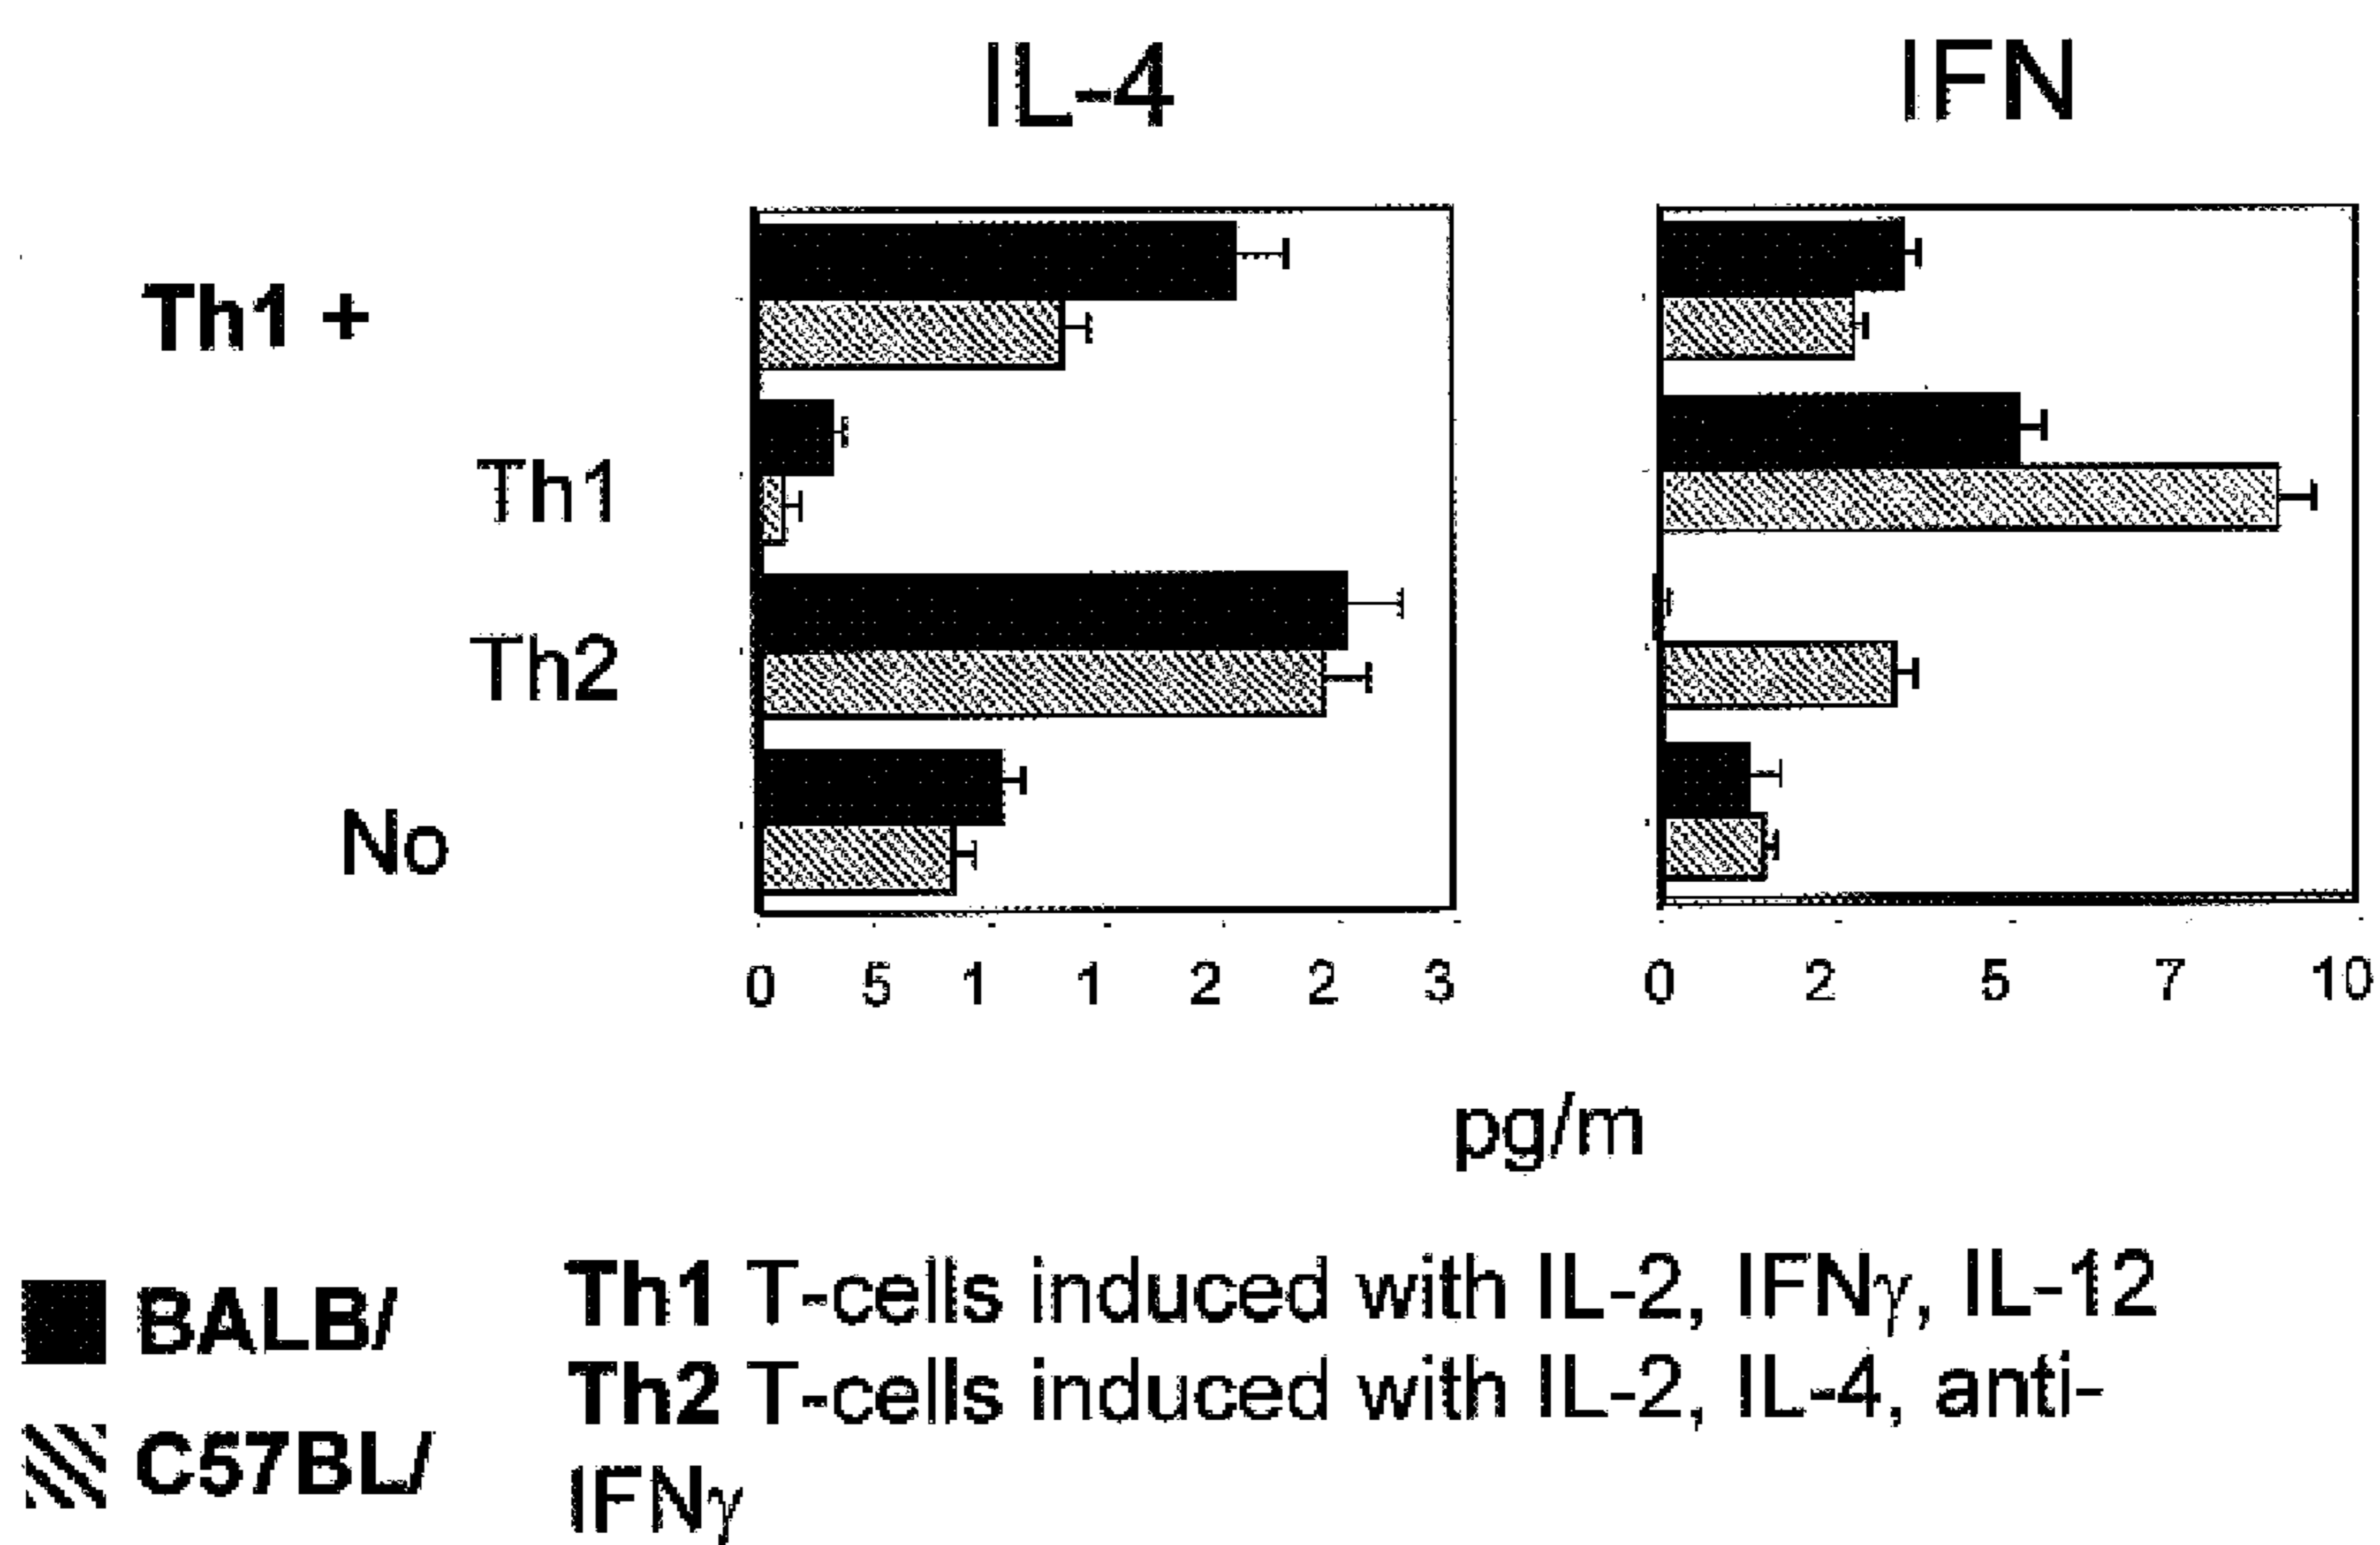 IL-4 IFN
Th1 +
Th1
Th2
No
0 5 1 1 2 2 3 0 2 5 7 10
pg/m
BALB/
C57BL/
Th1 T-cells induced with IL-2, IFNγ, IL-12
Th2 T-cells induced with IL-2, IL-4, anti-
IFNγ